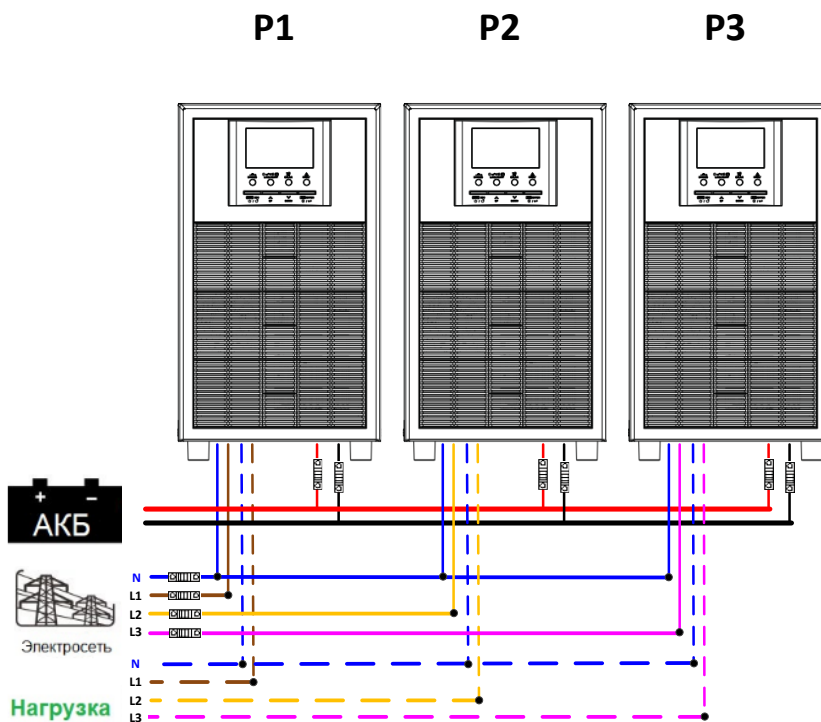 P1 P2 P3
+ −
АКБ
Электросеть
N
L1
L2
L3
Нагрузка
N
L1
L2
L3